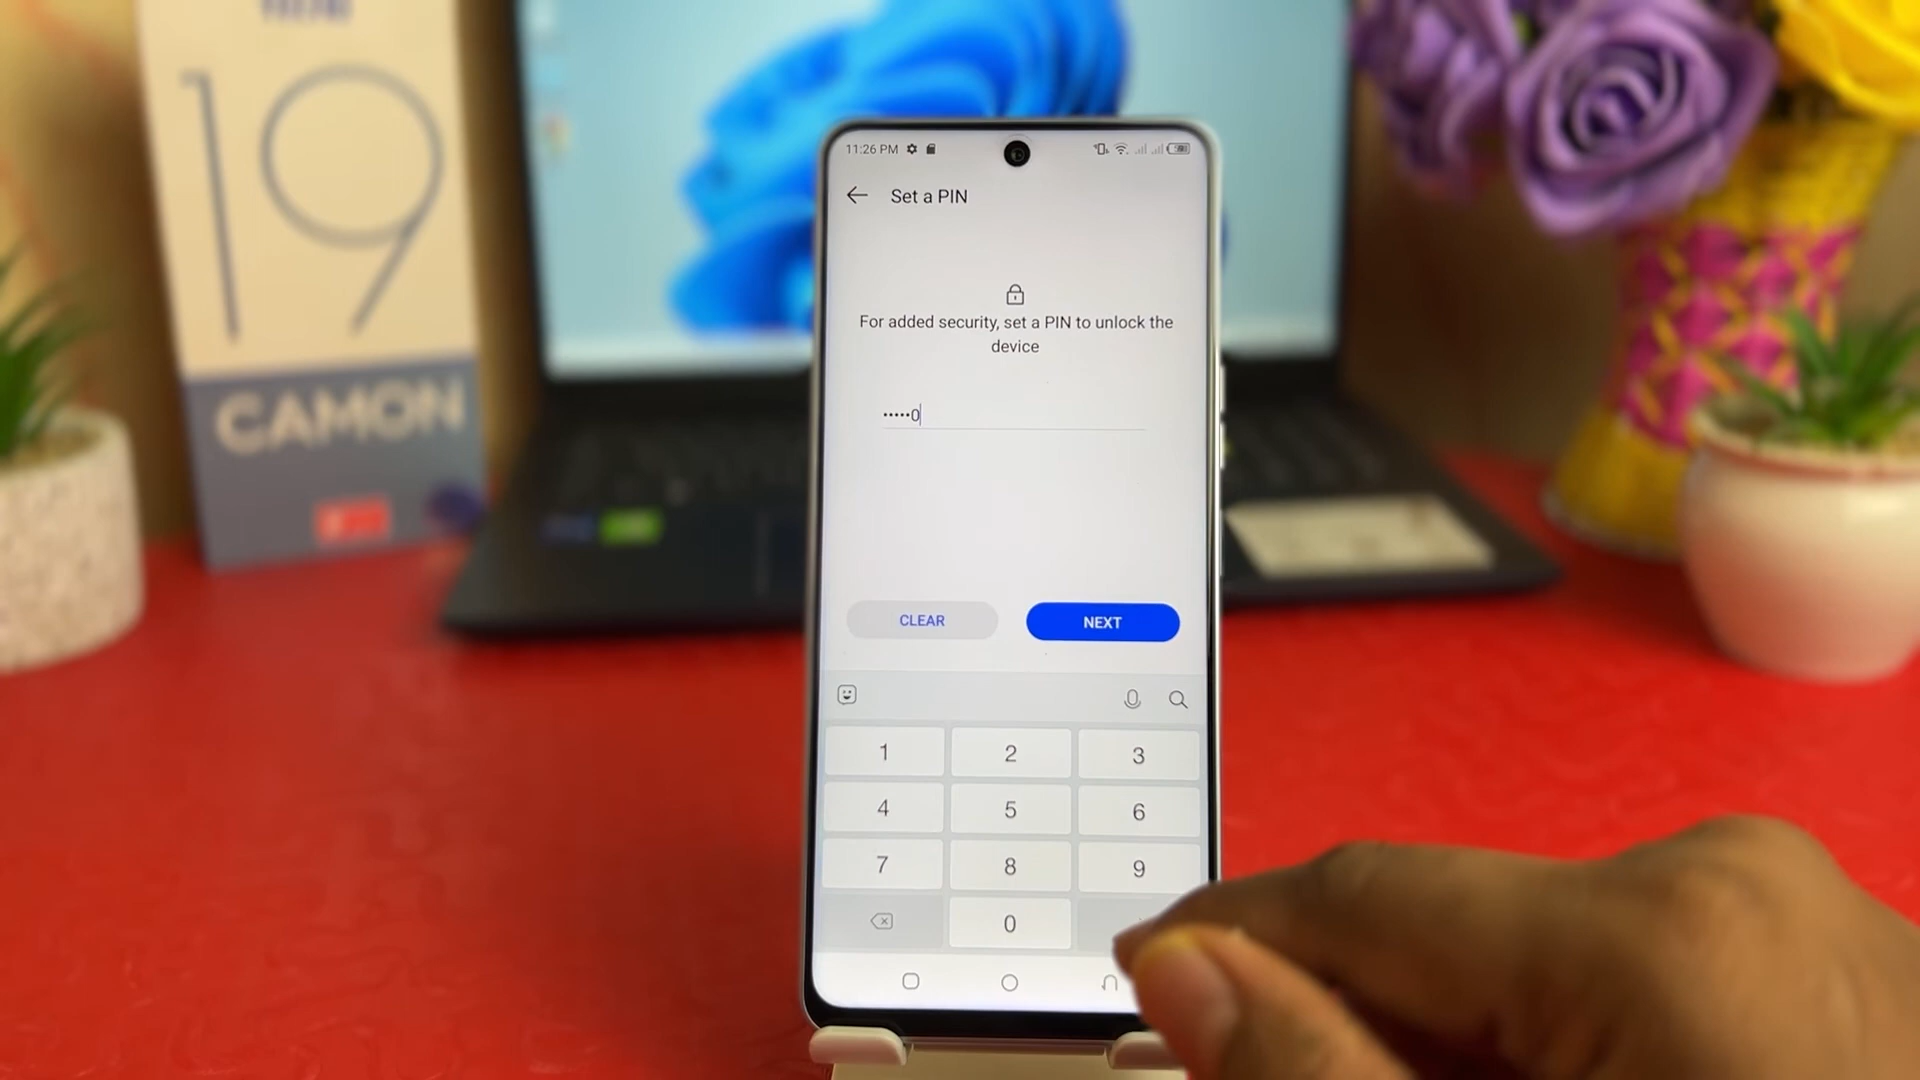 19
CAMON
11:26 PM
Set a PIN
For added security, set a PIN to unlock the
device
•••••0
CLEAR
NEXT
1 2 3
4 5 6
7 8 9
0